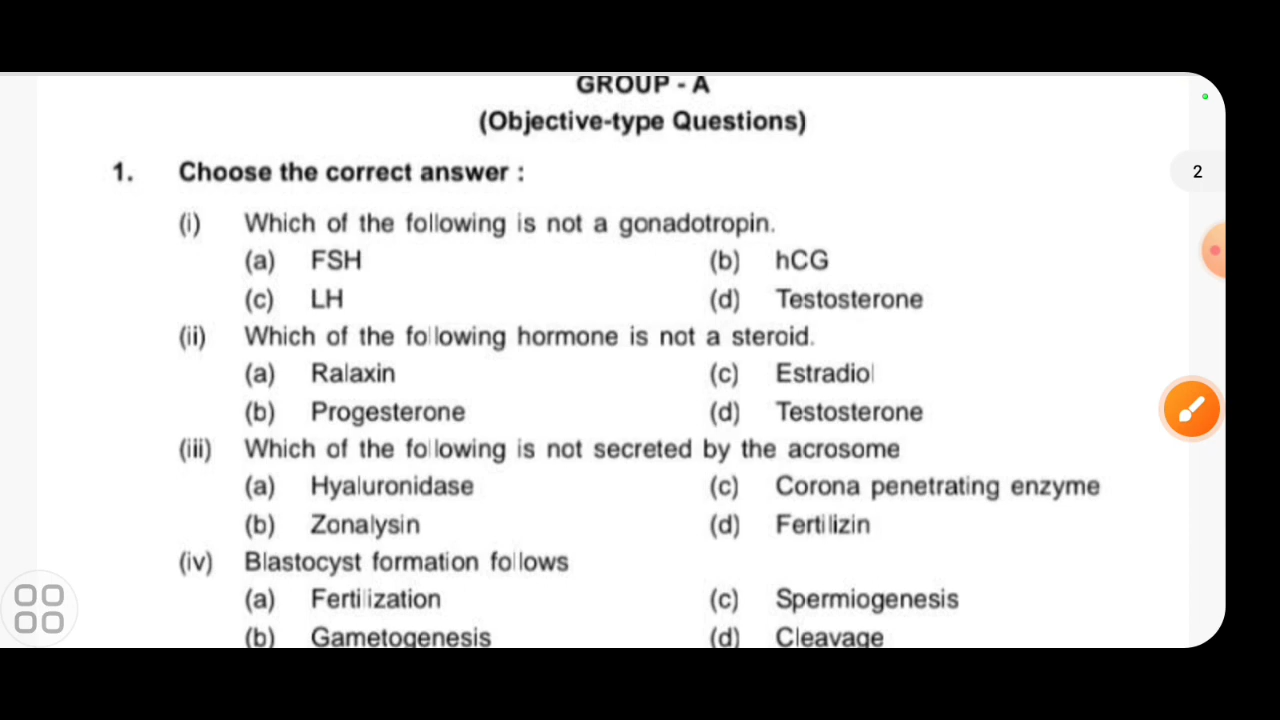 GROUP - A
(Objective-type Questions)
2
1. Choose the correct answer :
(i) Which of the following is not a gonadotropin.
(a) FSH (b) hCG
(c) LH (d) Testosterone
(ii) Which of the following hormone is not a steroid.
(a) Ralaxin (c) Estradiol
(b) Progesterone (d) Testosterone
(iii) Which of the following is not secreted by the acrosome
(a) Hyaluronidase (c) Corona penetrating enzyme
(b) Zonalysin (d) Fertilizin
(iv) Blastocyst formation follows
(a) Fertilization (c) Spermiogenesis
(b) Gametogenesis (d) Cleavage